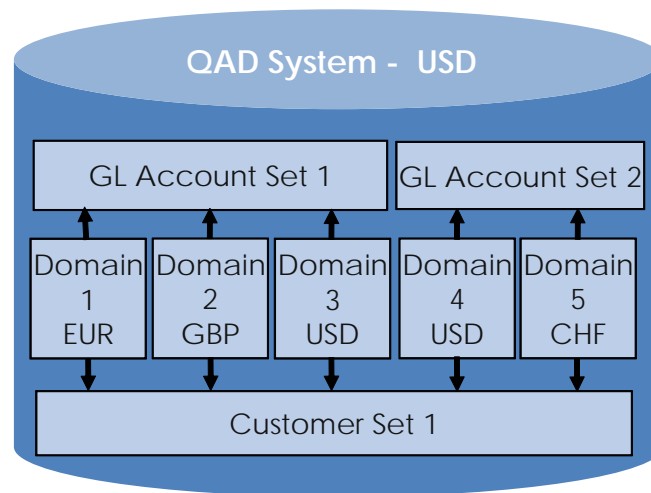 QAD System - USD
GL Account Set 1
GL Account Set 2
Domain
1
EUR
Domain
2
GBP
Domain
3
USD
Domain
4
USD
Domain
5
CHF
Customer Set 1